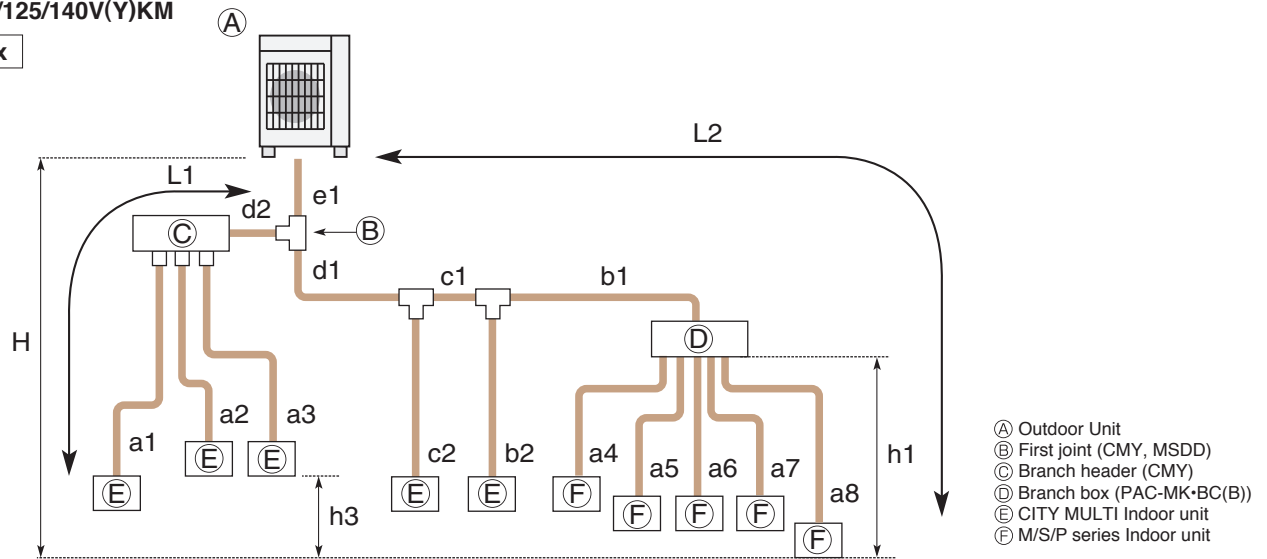 /125/140V(Y)KM
x
A
L2
L1
e1
d2
C
B
d1
c1
b1
H
D
a1
a2
a3
c2
b2
a4
a5
a6
a7
a8
h1
E
E
E
E
E
F
F
F
F
F
h3
A Outdoor Unit
B First joint (CMY, MSDD)
C Branch header (CMY)
D Branch box (PAC-MK•BC(B))
E CITY MULTI Indoor unit
F M/S/P series Indoor unit